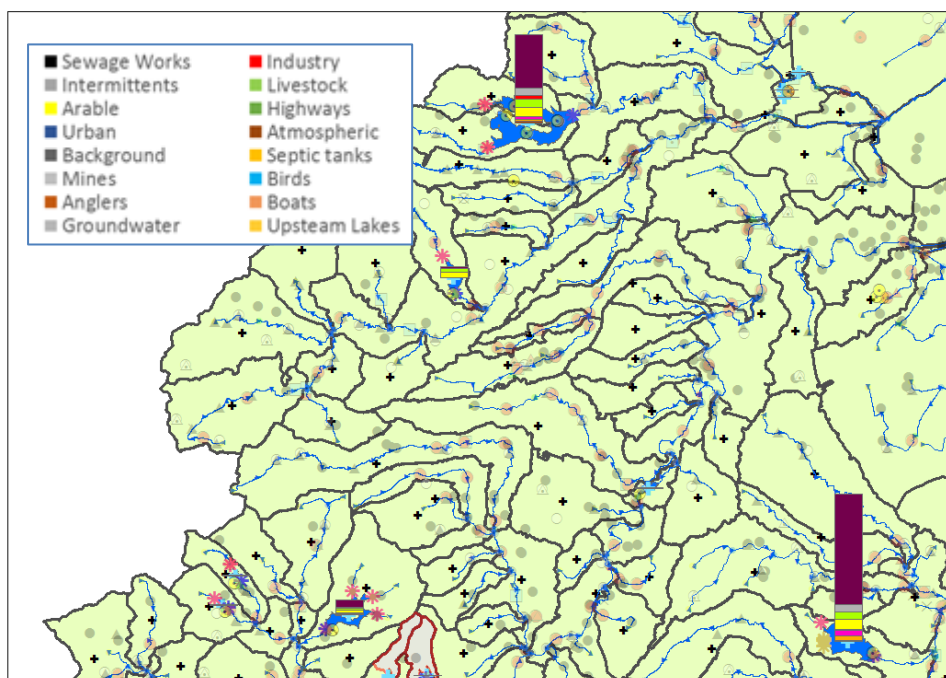 Sewage Works Industry
Intermittents Livestock
Arable Highways
Urban Atmospheric
Background Septic tanks
Mines Birds
Anglers Boats
Groundwater Upsteam Lakes